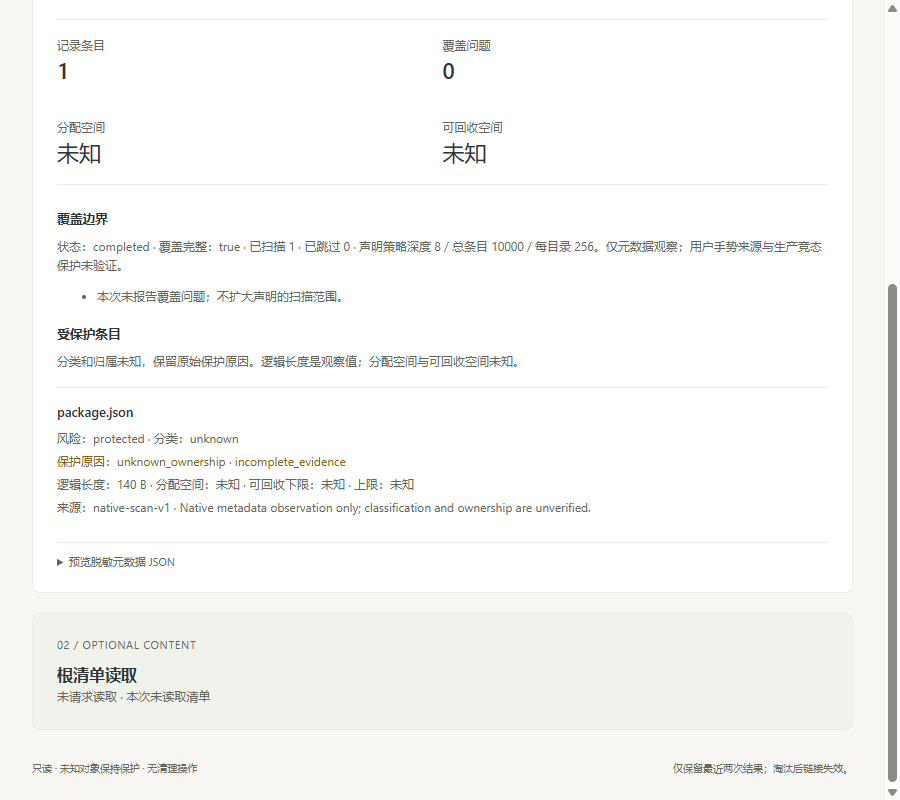 记录条目
覆盖问题
1
0
分配空间
可回收空间
未知
未知
覆盖边界
状态：completed · 覆盖完整：true · 已扫描 1 · 已跳过 0 · 声明策略深度 8 / 总条目 10000 / 每目录 256。仅元数据观察；用户手势来源与生产竞态
保护未验证。
• 本次未报告覆盖问题；不扩大声明的扫描范围。
受保护条目
分类和归属未知，保留原始保护原因。逻辑长度是观察值；分配空间与可回收空间未知。
package.json
风险：protected · 分类：unknown
保护原因：unknown_ownership · incomplete_evidence
逻辑长度：140 B · 分配空间：未知 · 可回收下限：未知 · 上限：未知
来源：native-scan-v1 · Native metadata observation only; classification and ownership are unverified.
▶ 预览脱敏元数据 JSON
02 / OPTIONAL CONTENT
根清单读取
未请求读取 · 本次未读取清单
只读 · 未知对象保持保护 · 无清理操作
仅保留最近两次结果；淘汰后链接失效。